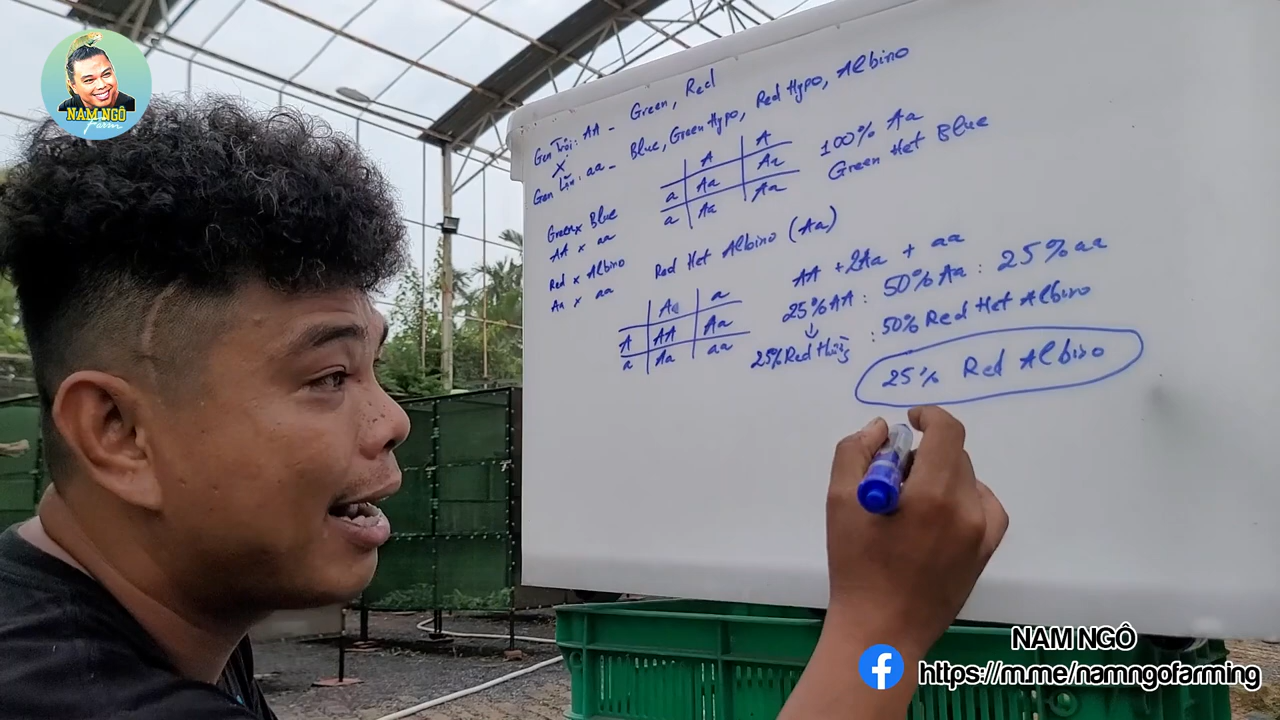 NAM NGÔ
Farm
Gen Trội: AA - Green, Red
X
Gen Lặn: aa - Blue, Green Hypo, Red Hypo, Albino
A A
a Aa Aa
a Aa Aa
100% Aa
Green Het Blue
Green x Blue
AA x aa
Red x Albino
AA x aa
Red Het Albino (Aa)
A a
A AA Aa
a Aa aa
AA + 2Aa + aa
25% AA : 50% Aa : 25% aa
25% Red thường : 50% Red Het Albino
25% Red Albino
NAM NGÔ
https://m.me/namngofarming